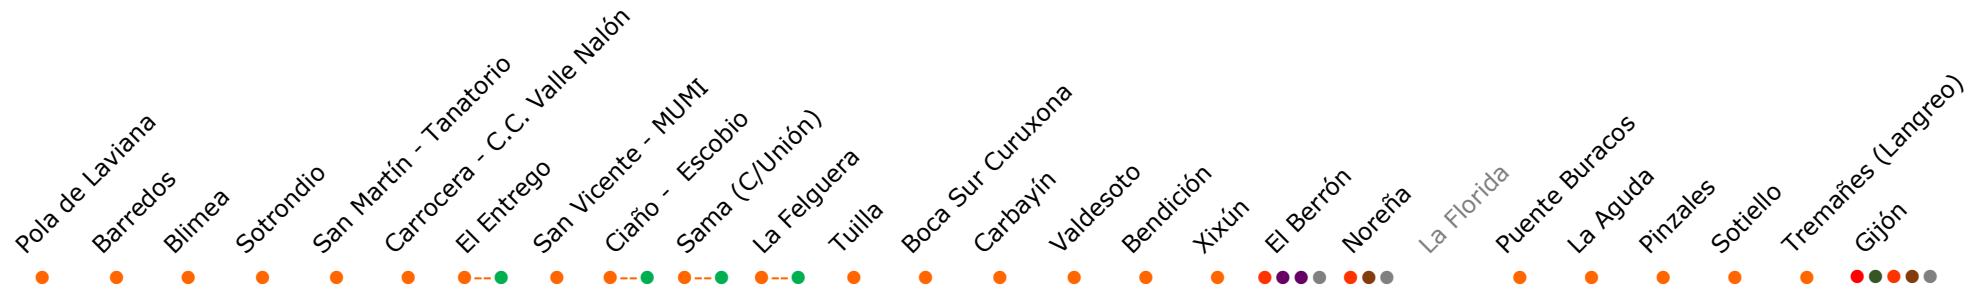 Pola de Laviana
Barredos
Blimea
Sotrondio
San Martín - Tanatorio
Carrocera - C.C. Valle Nalón
El Entrego
San Vicente - MUMI
Ciaño - Escobio
Sama (C/Unión)
La Felguera
Tuilla
Boca Sur Curuxona
Carbayín
Valdesoto
Bendición
Xixún
El Berrón
Noreña
La Florida
Puente Buracos
La Aguda
Pinzales
Sotiello
Tremañes (Langreo)
Gijón